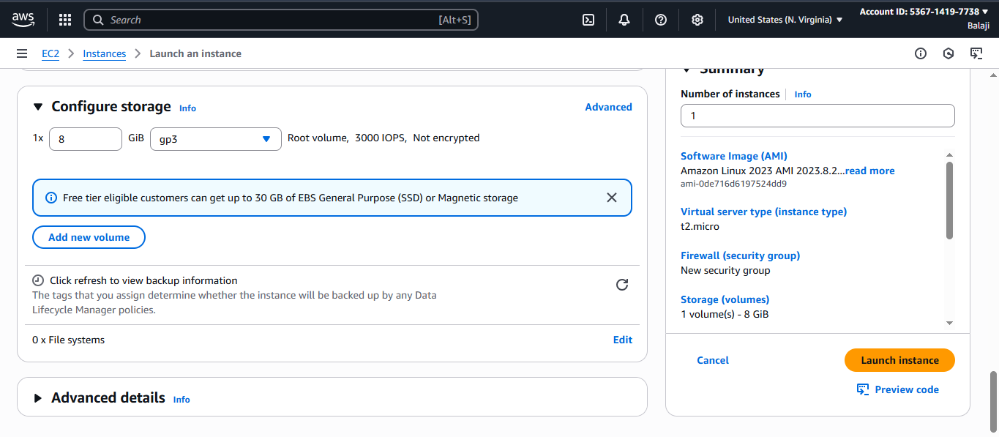 aws
Search [Alt+S]
United States (N. Virginia)
Account ID: 5367-1419-7738
Balaji
EC2 > Instances > Launch an instance
Configure storage Info
Advanced
1x 8 GiB gp3 Root volume, 3000 IOPS, Not encrypted
Free tier eligible customers can get up to 30 GB of EBS General Purpose (SSD) or Magnetic storage
Add new volume
Click refresh to view backup information
The tags that you assign determine whether the instance will be backed up by any Data
Lifecycle Manager policies.
0 x File systems
Edit
Advanced details Info
Summary
Number of instances Info
1
Software Image (AMI)
Amazon Linux 2023 AMI 2023.8.2...read more
ami-0de716d6197524dd9
Virtual server type (instance type)
t2.micro
Firewall (security group)
New security group
Storage (volumes)
1 volume(s) - 8 GiB
Cancel
Launch instance
Preview code